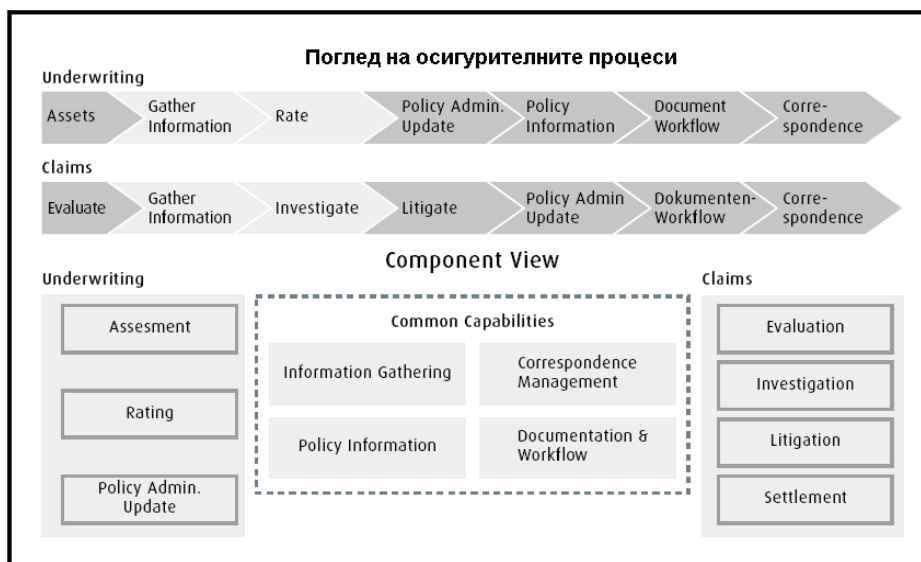 Поглед на осигурителните процеси
Underwriting
Assets
Gather
Information
Rate
Policy Admin.
Update
Policy
Information
Document
Workflow
Corre-
spondence
Claims
Evaluate
Gather
Information
Investigate
Litigate
Policy Admin
Update
Dokumenten-
Workflow
Corre-
spondence
Component View
Underwriting
Assesment
Rating
Policy Admin.
Update
Common Capabilities
Information Gathering
Correspondence
Management
Policy Information
Documentation &
Workflow
Claims
Evaluation
Investigation
Litigation
Settlement